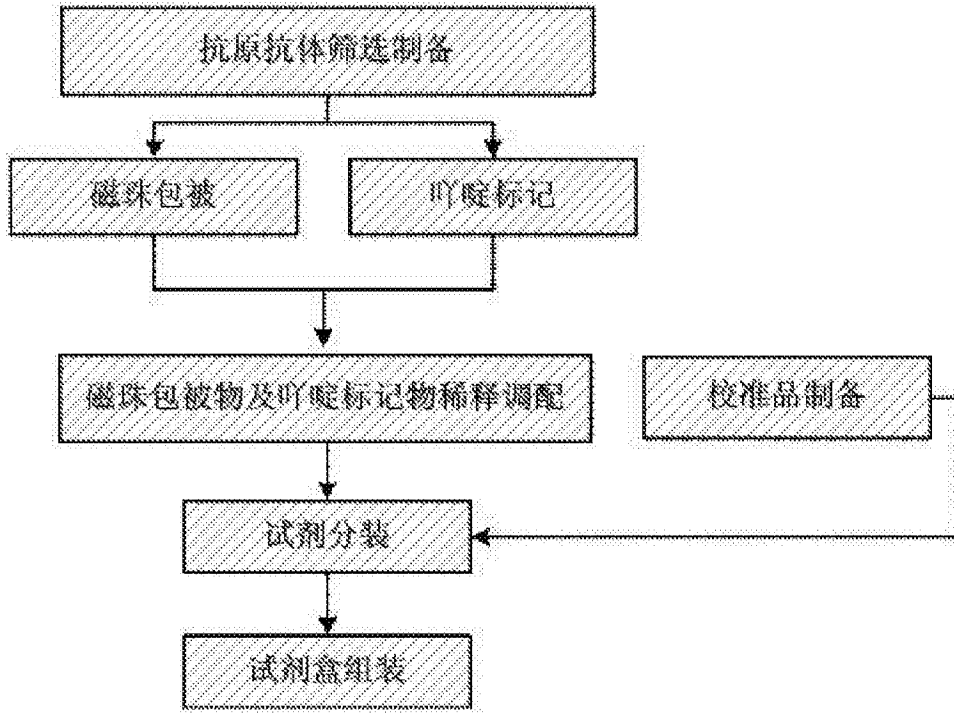 抗原抗体筛选制备
磁珠包被
吖啶标记
磁珠包被物及吖啶标记物稀释调配
校准品制备
试剂分装
试剂盒组装